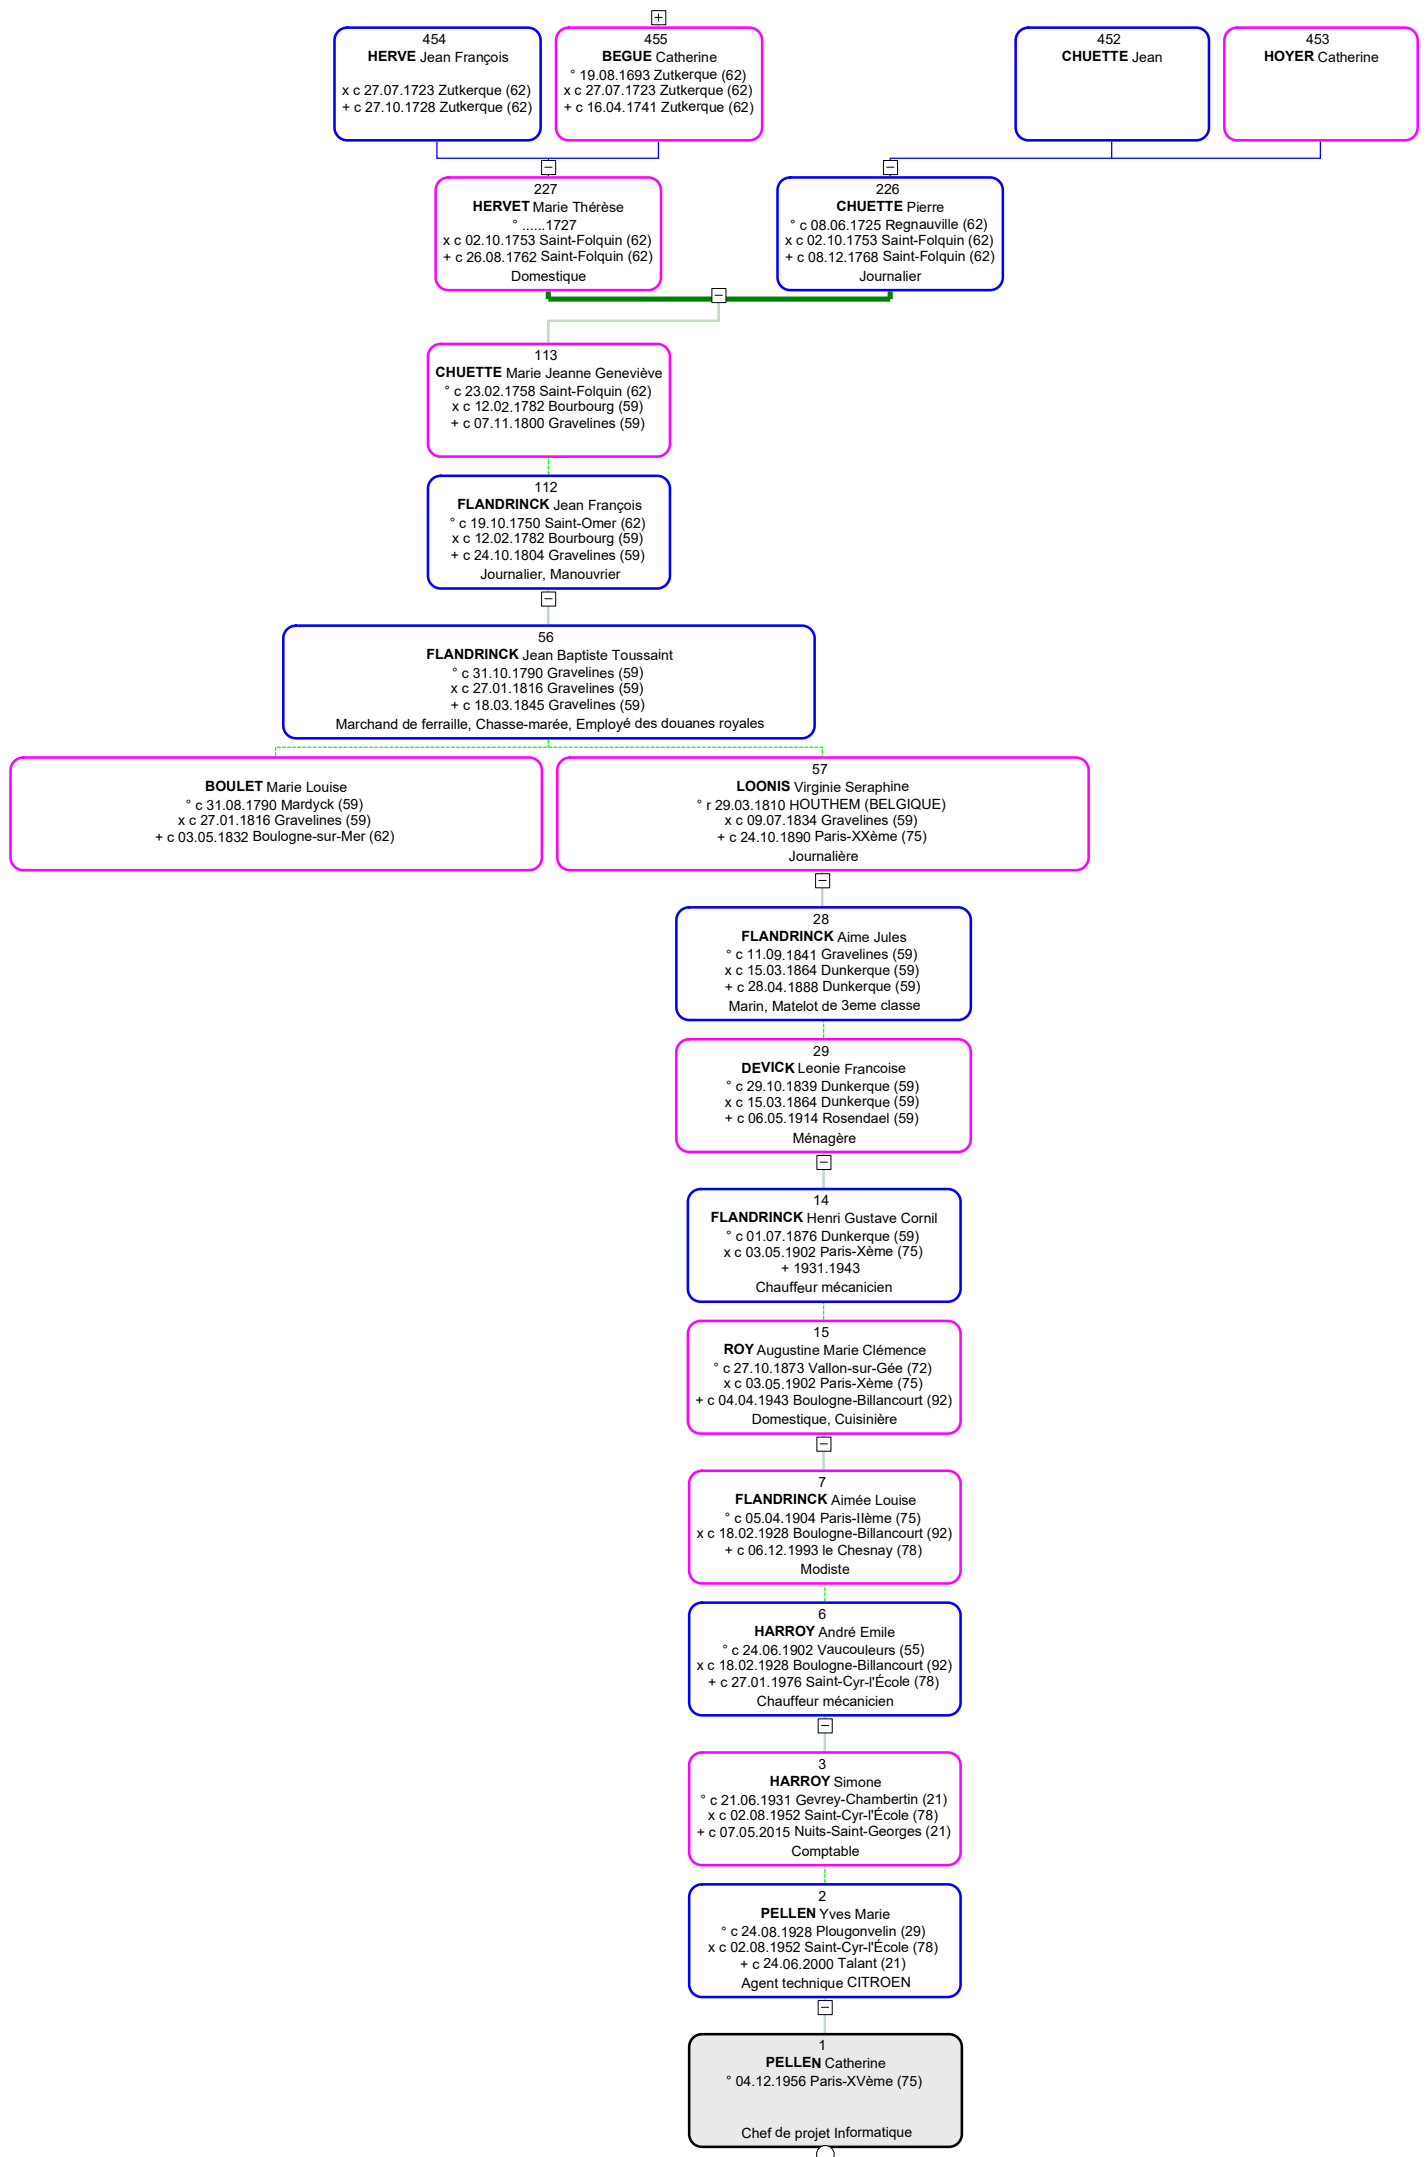 454
HERVE Jean François
x c 27.07.1723 Zutkerque (62)
+ c 27.10.1728 Zutkerque (62)
455
BEGUE Catherine
° 19.08.1693 Zutkerque (62)
x c 27.07.1723 Zutkerque (62)
+ c 16.04.1741 Zutkerque (62)
452
CHUETTE Jean
453
HOYER Catherine
227
HERVET Marie Thérèse
° ......1727
x c 02.10.1753 Saint-Folquin (62)
+ c 26.08.1762 Saint-Folquin (62)
Domestique
226
CHUETTE Pierre
° c 08.06.1725 Regnauville (62)
x c 02.10.1753 Saint-Folquin (62)
+ c 08.12.1768 Saint-Folquin (62)
Journalier
113
CHUETTE Marie Jeanne Geneviève
° c 23.02.1758 Saint-Folquin (62)
x c 12.02.1782 Bourbourg (59)
+ c 07.11.1800 Gravelines (59)
112
FLANDRINCK Jean François
° c 19.10.1750 Saint-Omer (62)
x c 12.02.1782 Bourbourg (59)
+ c 24.10.1804 Gravelines (59)
Journalier, Manouvrier
56
FLANDRINCK Jean Baptiste Toussaint
° c 31.10.1790 Gravelines (59)
x c 27.01.1816 Gravelines (59)
+ c 18.03.1845 Gravelines (59)
Marchand de ferraille, Chasse-marée, Employé des douanes royales
BOULET Marie Louise
° c 31.08.1790 Mardyck (59)
x c 27.01.1816 Gravelines (59)
+ c 03.05.1832 Boulogne-sur-Mer (62)
57
LOONIS Virginie Seraphine
° r 29.03.1810 HOUTHEM (BELGIQUE)
x c 09.07.1834 Gravelines (59)
+ c 24.10.1890 Paris-XXème (75)
Journalière
28
FLANDRINCK Aime Jules
° c 11.09.1841 Gravelines (59)
x c 15.03.1864 Dunkerque (59)
+ c 28.04.1888 Dunkerque (59)
Marin, Matelot de 3eme classe
29
DEVICK Leonie Francoise
° c 29.10.1839 Dunkerque (59)
x c 15.03.1864 Dunkerque (59)
+ c 06.05.1914 Rosendael (59)
Ménagère
14
FLANDRINCK Henri Gustave Cornil
° c 01.07.1876 Dunkerque (59)
x c 03.05.1902 Paris-Xème (75)
+ 1931.1943
Chauffeur mécanicien
15
ROY Augustine Marie Clémence
° c 27.10.1873 Vallon-sur-Gée (72)
x c 03.05.1902 Paris-Xème (75)
+ c 04.04.1943 Boulogne-Billancourt (92)
Domestique, Cuisinière
7
FLANDRINCK Aimée Louise
° c 05.04.1904 Paris-IIème (75)
x c 18.02.1928 Boulogne-Billancourt (92)
+ c 06.12.1993 le Chesnay (78)
Modiste
6
HARROY André Emile
° c 24.06.1902 Vaucouleurs (55)
x c 18.02.1928 Boulogne-Billancourt (92)
+ c 27.01.1976 Saint-Cyr-l'École (78)
Chauffeur mécanicien
3
HARROY Simone
° c 21.06.1931 Gevrey-Chambertin (21)
x c 02.08.1952 Saint-Cyr-l'École (78)
+ c 07.05.2015 Nuits-Saint-Georges (21)
Comptable
2
PELLEN Yves Marie
° c 24.08.1928 Plougonvelin (29)
x c 02.08.1952 Saint-Cyr-l'École (78)
+ c 24.06.2000 Talant (21)
Agent technique CITROEN
1
PELLEN Catherine
° 04.12.1956 Paris-XVème (75)
Chef de projet Informatique